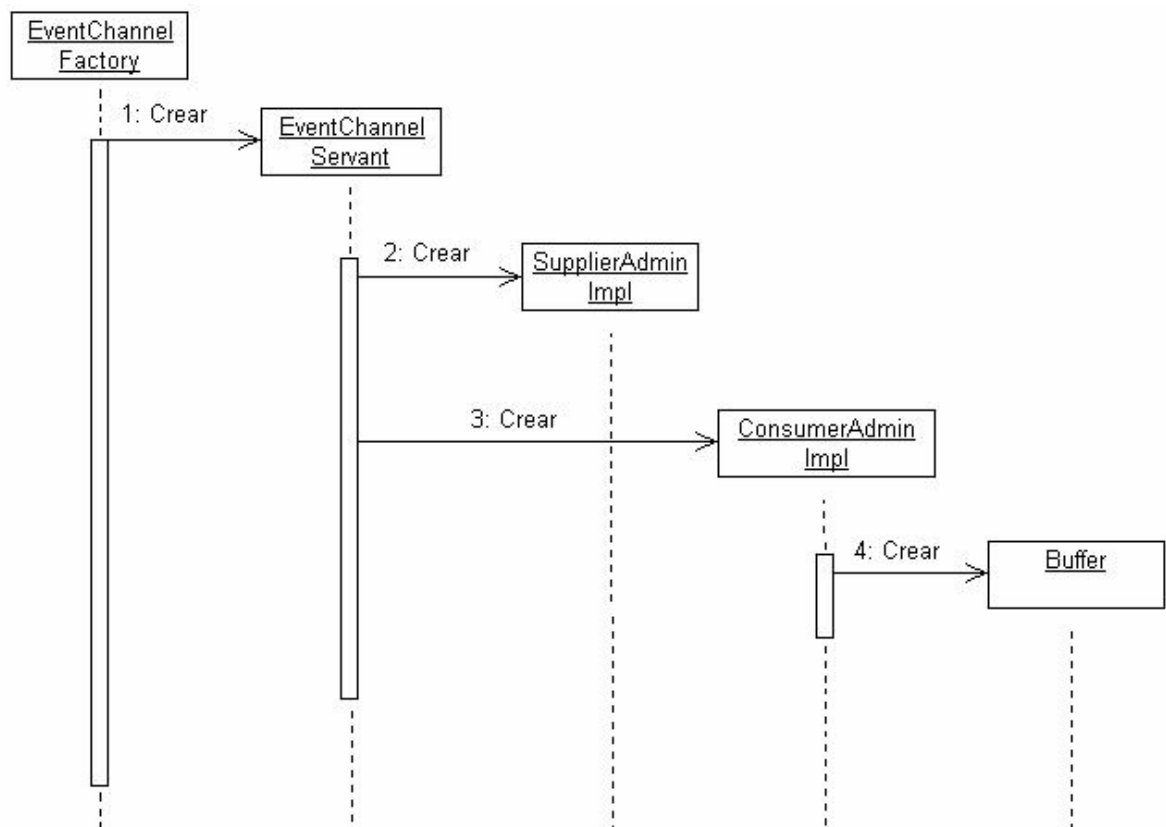 EventChannel
Factory
1: Crear
EventChannel
Servant
2: Crear
SupplierAdmin
Impl
3: Crear
ConsumerAdmin
Impl
4: Crear
Buffer